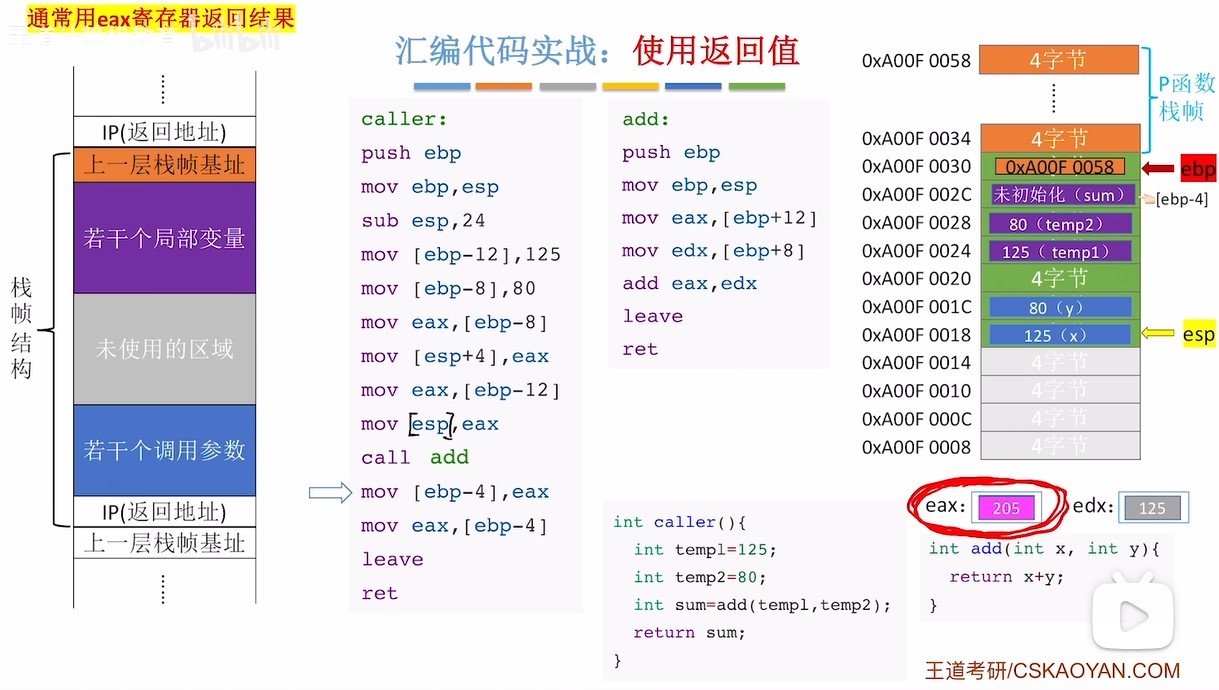 通常用eax寄存器返回结果
bilibili
汇编代码实战：使用返回值
IP(返回地址)
上一层栈帧基址
若干个局部变量
未使用的区域
若干个调用参数
IP(返回地址)
上一层栈帧基址
栈帧结构
caller:
push ebp
mov ebp,esp
sub esp,24
mov [ebp-12],125
mov [ebp-8],80
mov eax,[ebp-8]
mov [esp+4],eax
mov eax,[ebp-12]
mov [esp],eax
call add
mov [ebp-4],eax
mov eax,[ebp-4]
leave
ret
add:
push ebp
mov ebp,esp
mov eax,[ebp+12]
mov edx,[ebp+8]
add eax,edx
leave
ret
int caller(){
int temp1=125;
int temp2=80;
int sum=add(temp1,temp2);
return sum;
}
0xA00F 0058 4字节
P函数
栈帧
0xA00F 0034 4字节
0xA00F 0030 0xA00F 0058 ebp
0xA00F 002C 未初始化（sum） [ebp-4]
0xA00F 0028 80（temp2）
0xA00F 0024 125（ temp1）
0xA00F 0020 4字节
0xA00F 001C 80（y）
0xA00F 0018 125（x） esp
0xA00F 0014 4字节
0xA00F 0010 4字节
0xA00F 000C 4字节
0xA00F 0008 4字节
eax: 205 edx: 125
int add(int x, int y){
return x+y;
}
王道考研/CSKAOYAN.COM